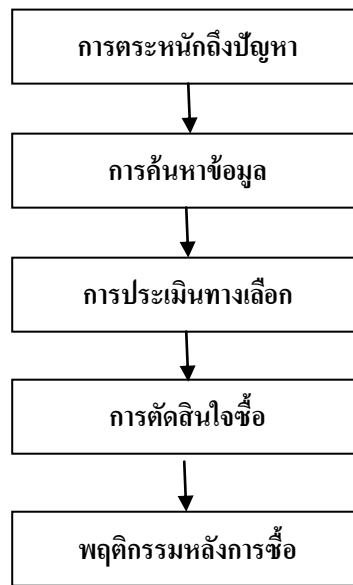 การตระหนักถึงปัญหา
การค้นหาข้อมูล
การประเมินทางเลือก
การตัดสินใจซื้อ
พฤติกรรมหลังการซื้อ